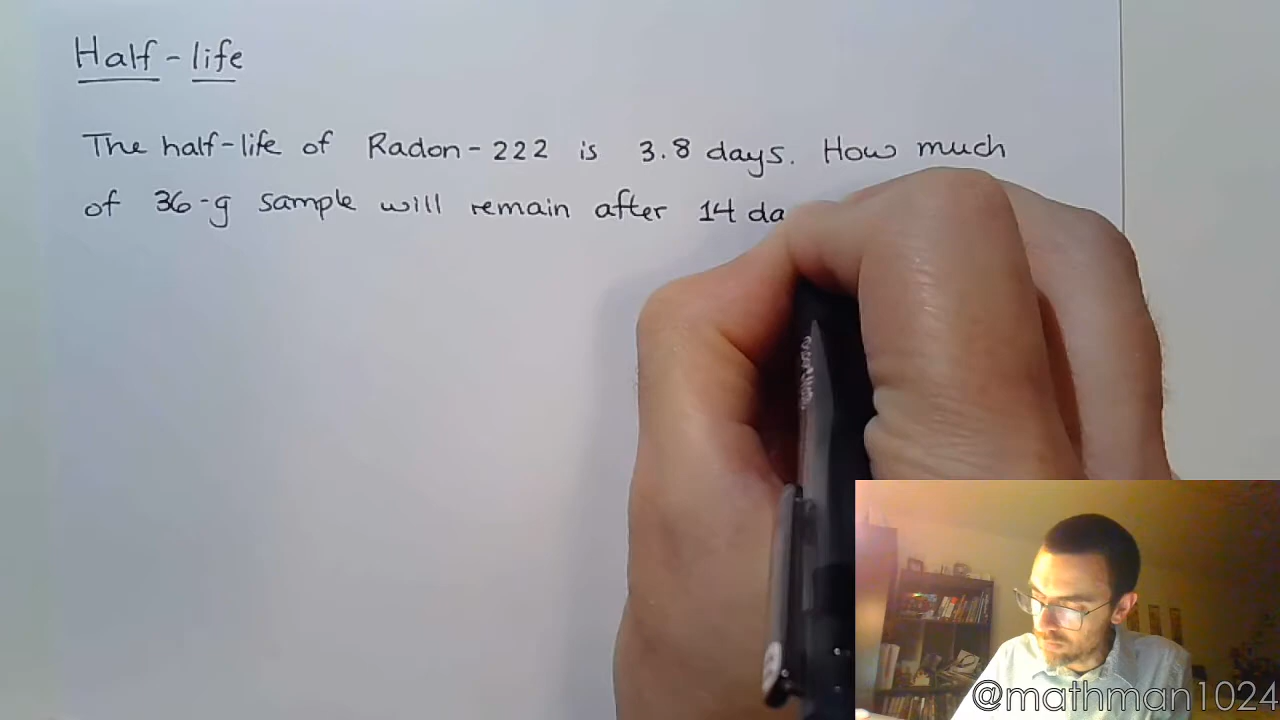 Half-life
The half-life of Radon-222 is 3.8 days. How much
of 36-g sample will remain after 14 da
@mathman1024